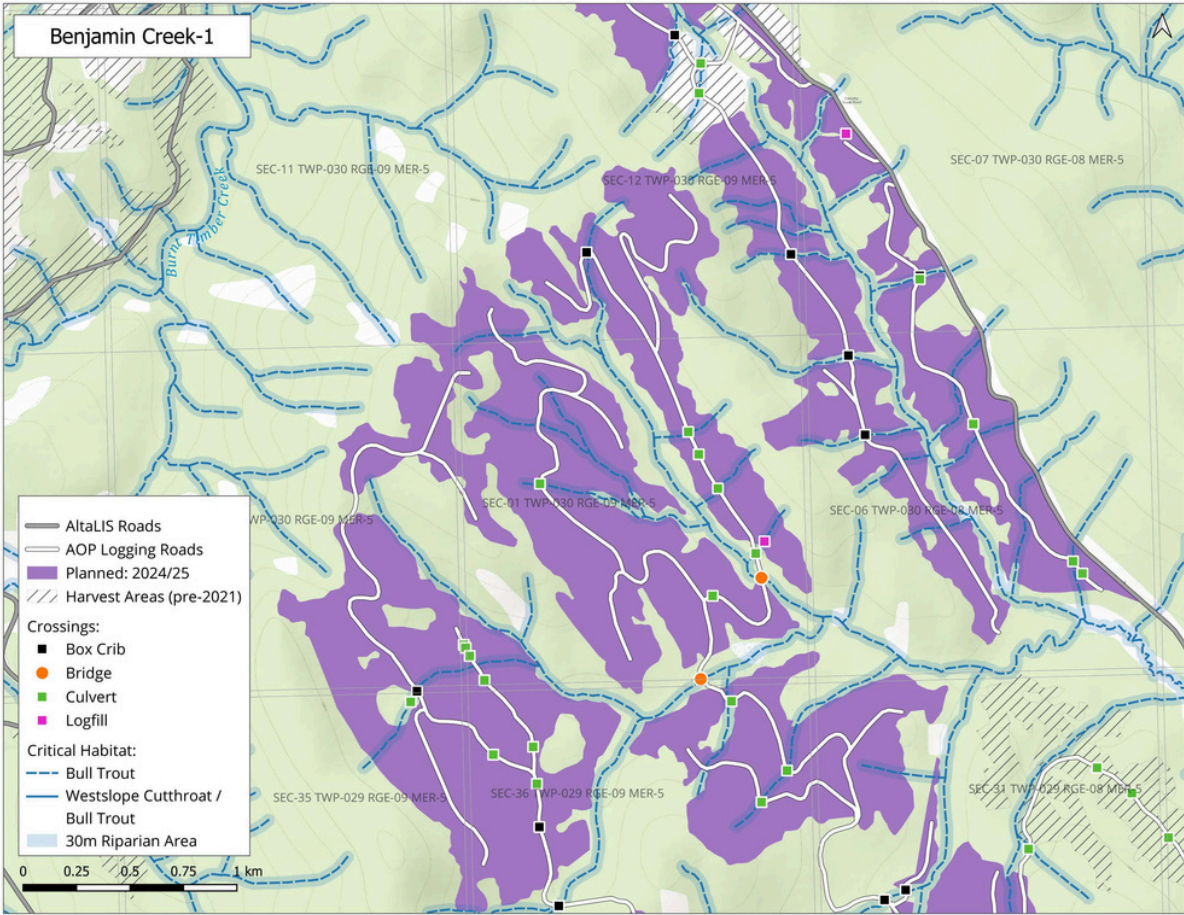 Benjamin Creek-1
SEC-11 TWP-030 RGE-09 MER-5
SEC-07 TWP-030 RGE-08 MER-5
SEC-12 TWP-030 RGE-09 MER-5
Burnt Timber Creek
SEC-01 TWP-030 RGE-09 MER-5
SEC-06 TWP-030 RGE-08 MER-5
WP-030 RGE-09 MER-5
AltaLIS Roads
AOP Logging Roads
Planned: 2024/25
Harvest Areas (pre-2021)
Crossings:
Box Crib
Bridge
Culvert
Logfill
Critical Habitat:
Bull Trout
Westslope Cutthroat /
Bull Trout
30m Riparian Area
SEC-35 TWP-029 RGE-09 MER-5
SEC-36 TWP-029 RGE-09 MER-5
SEC-31 TWP-029 RGE-08 MER-5
0 0.25 0.5 0.75 1 km